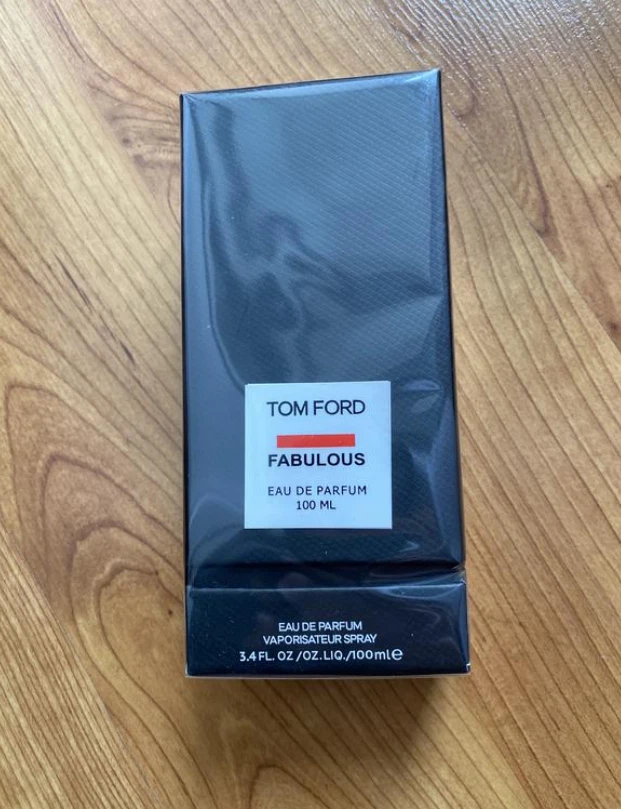 TOM FORD
FABULOUS
EAU DE PARFUM
100 ML
EAU DE PARFUM
VAPORISATEUR SPRAY
3.4 FL. OZ /OZ.LIQ./100ml℮